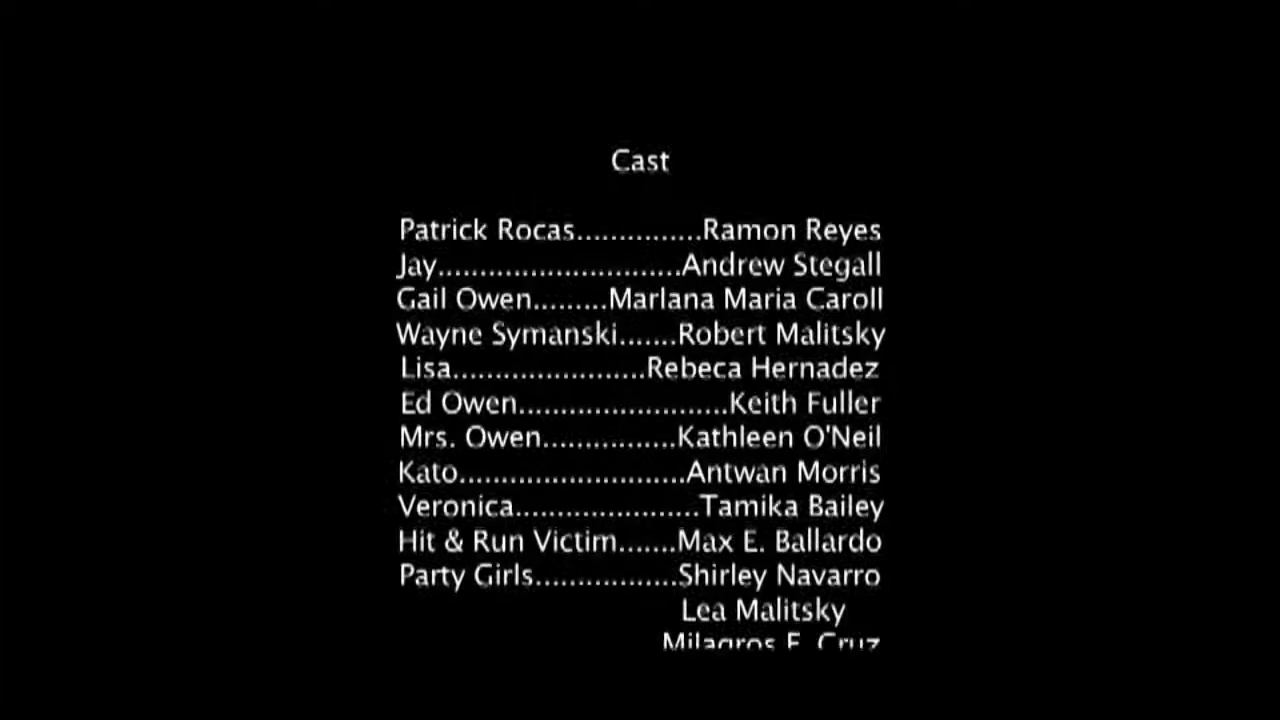 Cast
Patrick Rocas...............Ramon Reyes
Jay.............................Andrew Stegall
Gail Owen.........Marlana Maria Caroll
Wayne Symanski.......Robert Malitsky
Lisa.......................Rebeca Hernadez
Ed Owen.........................Keith Fuller
Mrs. Owen................Kathleen O'Neil
Kato...........................Antwan Morris
Veronica......................Tamika Bailey
Hit & Run Victim.......Max E. Ballardo
Party Girls.................Shirley Navarro
Lea Malitsky
Milagros Cruz